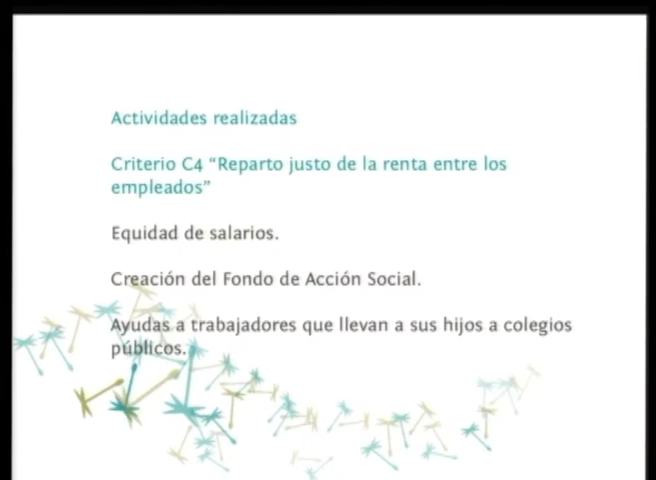 Actividades realizadas
Criterio C4 “Reparto justo de la renta entre los
empleados”
Equidad de salarios.
Creación del Fondo de Acción Social.
Ayudas a trabajadores que llevan a sus hijos a colegios
públicos.